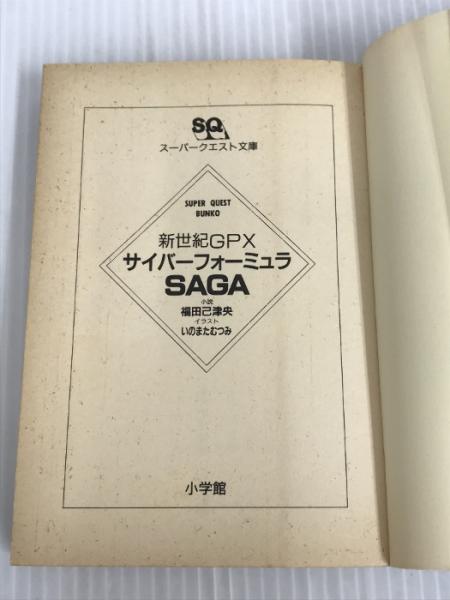 SQ
スーパークエスト文庫
SUPER QUEST
BUNKO
新世紀GPX
サイバーフォーミュラ
SAGA
小説
福田己津央
イラスト
いのまたむつみ
小学館